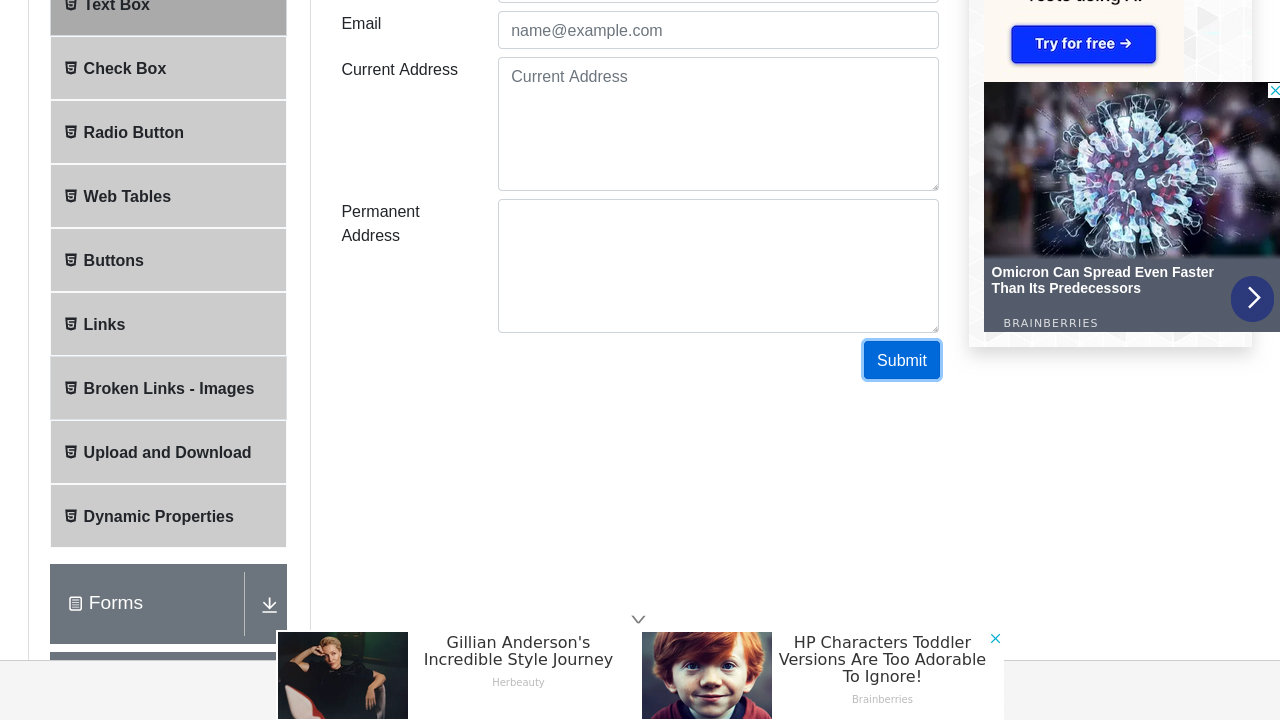 Text Box
Check Box
Radio Button
Web Tables
Buttons
Links
Broken Links - Images
Upload and Download
Dynamic Properties
Forms
Email
name@example.com
Current Address
Current Address
Permanent
Address
Submit
Try for free →
Omicron Can Spread Even Faster
Than Its Predecessors
BRAINBERRIES
Gillian Anderson's
Incredible Style Journey
Herbeauty
HP Characters Toddler
Versions Are Too Adorable
To Ignore!
Brainberries